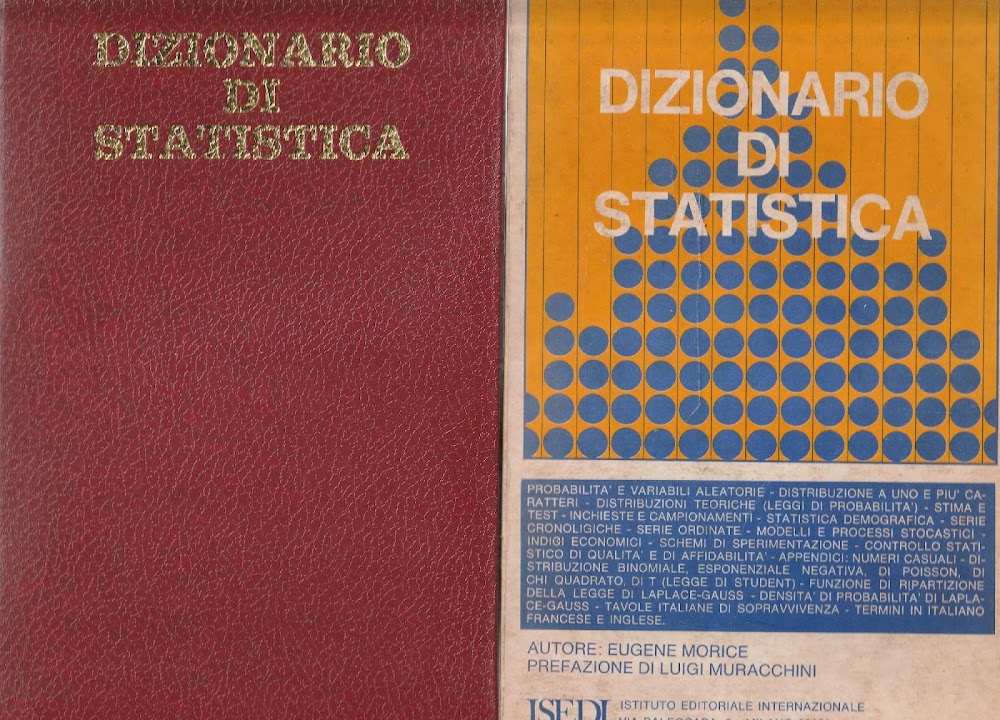 DIZIONARIO
DI
STATISTICA
DIZIONARIO
DI
STATISTICA
PROBABILITA' E VARIABILI ALEATORIE - DISTRIBUZIONE A UNO E PIU' CA-
RATTERI - DISTRIBUZIONI TEORICHE (LEGGI DI PROBABILITA') - STIMA E
TEST - INCHIESTE E CAMPIONAMENTI - STATISTICA DEMOGRAFICA - SERIE
CRONOLIGICHE - SERIE ORDINATE - MODELLI E PROCESSI STOCASTICI -
INDICI ECONOMICI - SCHEMI DI SPERIMENTAZIONE - CONTROLLO STATI-
STICO DI QUALITA' E DI AFFIDABILITA' - APPENDICI: NUMERI CASUALI - DI-
STRIBUZIONE BINOMIALE, ESPONENZIALE NEGATIVA, DI POISSON, DI
CHI QUADRATO, DI T (LEGGE DI STUDENT) - FUNZIONE DI RIPARTIZIONE
DELLA LEGGE DI LAPLACE-GAUSS - DENSITA' DI PROBABILITA' DI LAPLA-
CE-GAUSS - TAVOLE ITALIANE DI SOPRAVVIVENZA - TERMINI IN ITALIANO
FRANCESE E INGLESE.
AUTORE: EUGENE MORICE
PREFAZIONE DI LUIGI MURACCHINI
ISEDI ISTITUTO EDITORIALE INTERNAZIONALE